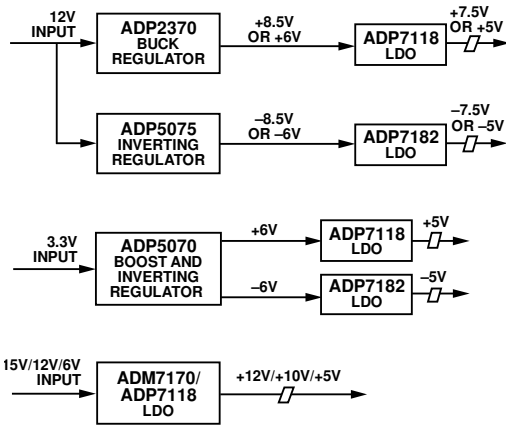 12V
INPUT
ADP2370
BUCK
REGULATOR
+8.5V
OR +6V
ADP7118
LDO
+7.5V
OR +5V
ADP5075
INVERTING
REGULATOR
–8.5V
OR –6V
ADP7182
LDO
–7.5V
OR –5V
3.3V
INPUT
ADP5070
BOOST AND
INVERTING
REGULATOR
+6V
ADP7118
LDO
+5V
–6V
ADP7182
LDO
–5V
15V/12V/6V
INPUT
ADM7170/
ADP7118
LDO
+12V/+10V/+5V